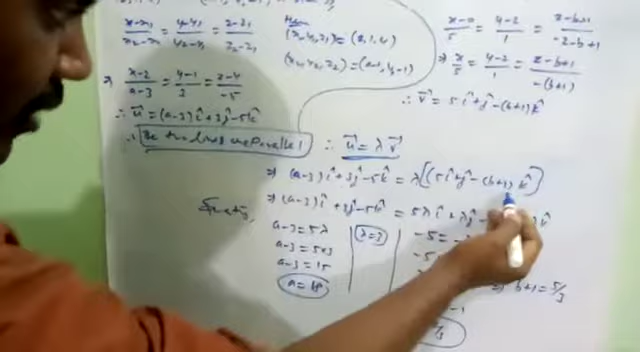 (x-x₁)/(x₂-x₁) = (y-y₁)/(y₂-y₁) = (z-z₁)/(z₂-z₁)
(x₁,y₁,z₁)=(2,1,4)
(x₂,y₂,z₂)=(a-1,4,-1)
⇒ (x-2)/(a-3) = (y-1)/3 = (z-4)/-5
∴ u⃗ = (a-3)î+3ĵ-5k̂
∴ The two lines are Parallel
(x-0)/5 = (y-2)/1 = (z-b+1)/(-2-b+1)
⇒ x/5 = (y-2)/1 = (z-b+1)/-(b+1)
∴ v⃗ = 5î+ĵ-(b+1)k̂
∴ u⃗ = λv⃗
⇒ (a-3)î+3ĵ-5k̂ = λ[(5î+ĵ-(b+1)k̂]
⇒ (a-3)î+3ĵ-5k̂ = 5λî+λĵ-
a-3=5λ
a-3=5×3
a-3=15
a=18
λ=3
-5=-
-5=
⇒ b+1=5/3
-1